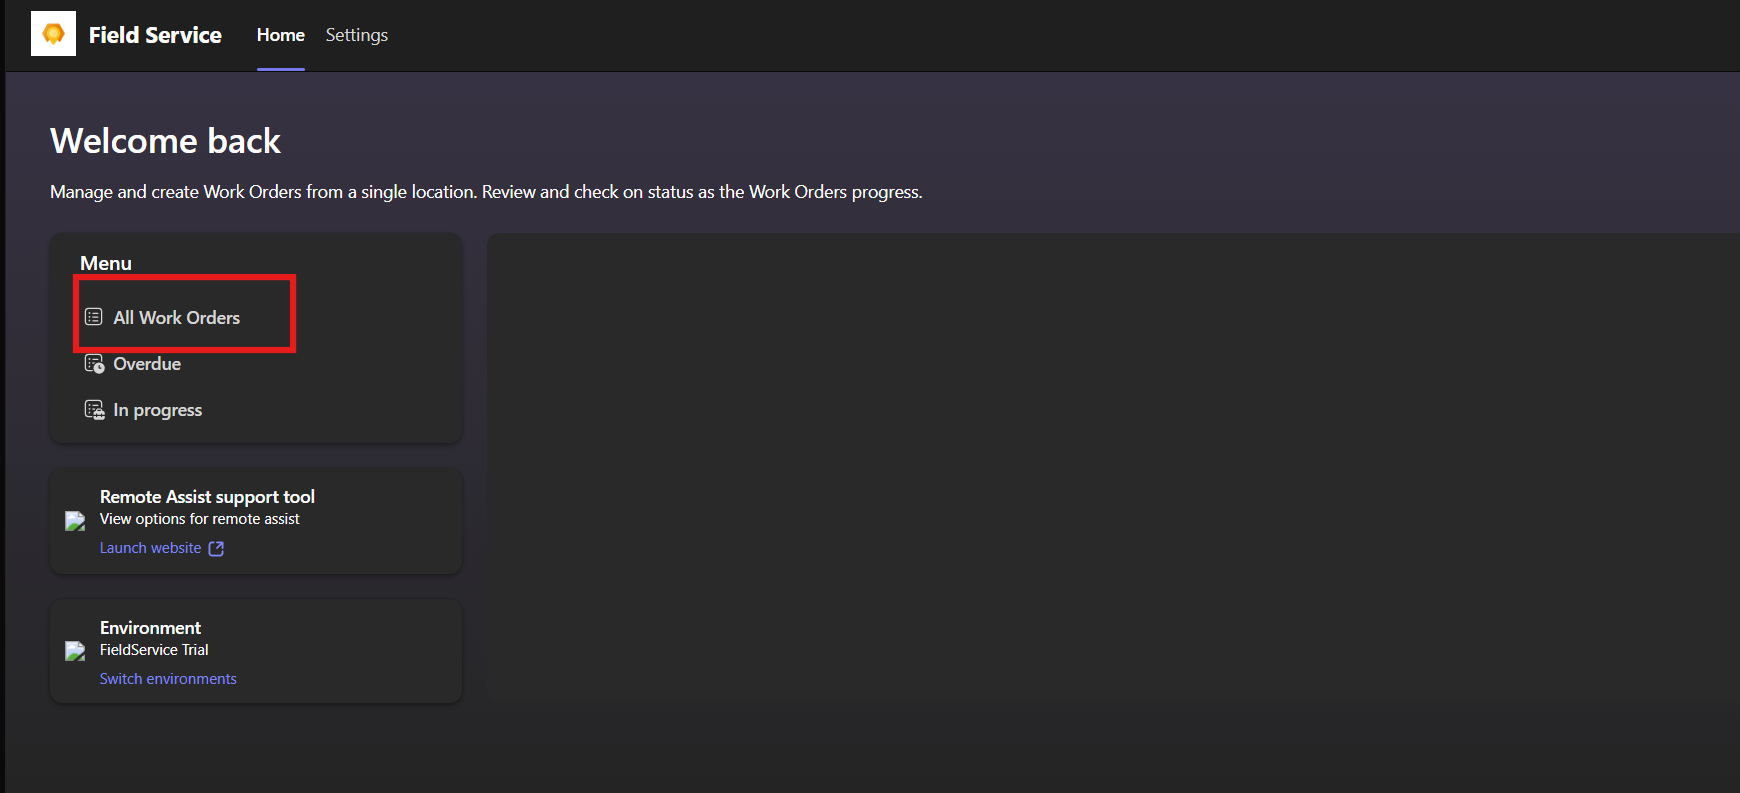 Field Service
Home
Settings
Welcome back
Manage and create Work Orders from a single location. Review and check on status as the Work Orders progress.
Menu
All Work Orders
Overdue
In progress
Remote Assist support tool
View options for remote assist
Launch website
Environment
FieldService Trial
Switch environments